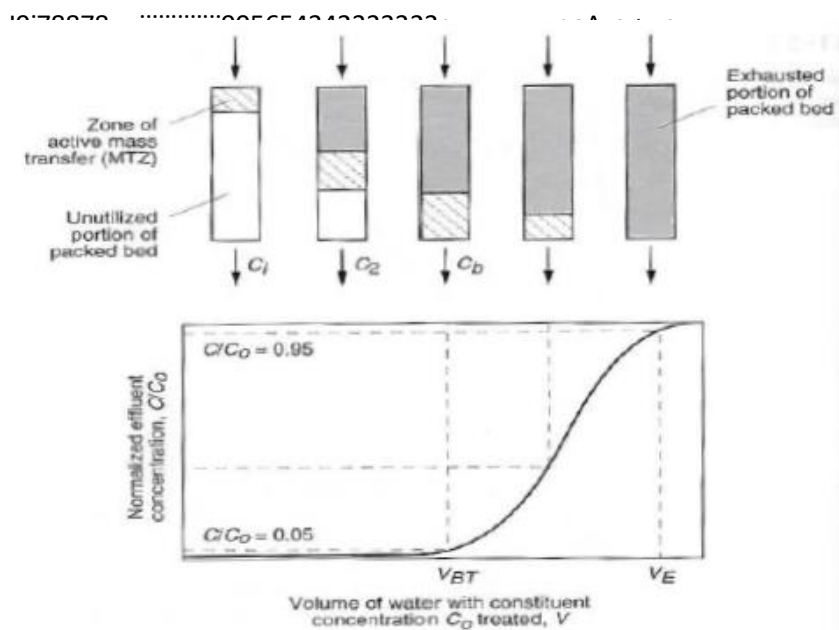 Exhausted
portion of
packed bed
Zone of
active mass
transfer (MTZ)
Unutilized
portion of
packed bed
C1
C2
Cb
C/CO = 0.95
Normalized effluent
concentration, C/CO
C/CO = 0.05
VBT
VE
Volume of water with constituent
concentration CO treated, V